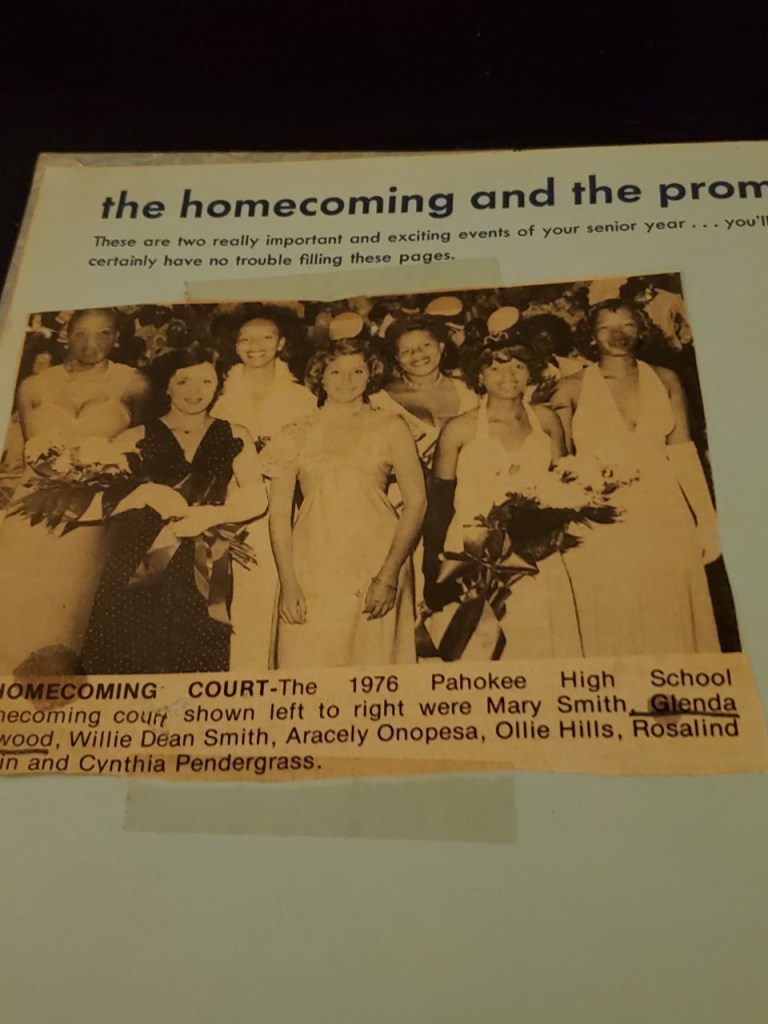 the homecoming and the prom
These are two really important and exciting events of your senior year . . . you'll
certainly have no trouble filling these pages.
HOMECOMING COURT-The 1976 Pahokee High School
necoming court shown left to right were Mary Smith, Glenda
wood, Willie Dean Smith, Aracely Onopesa, Ollie Hills, Rosalind
in and Cynthia Pendergrass.